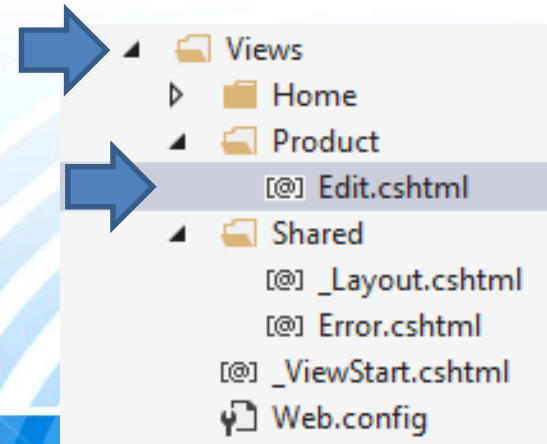 Views
Home
Product
[@] Edit.cshtml
Shared
[@] _Layout.cshtml
[@] Error.cshtml
[@] _ViewStart.cshtml
Web.config